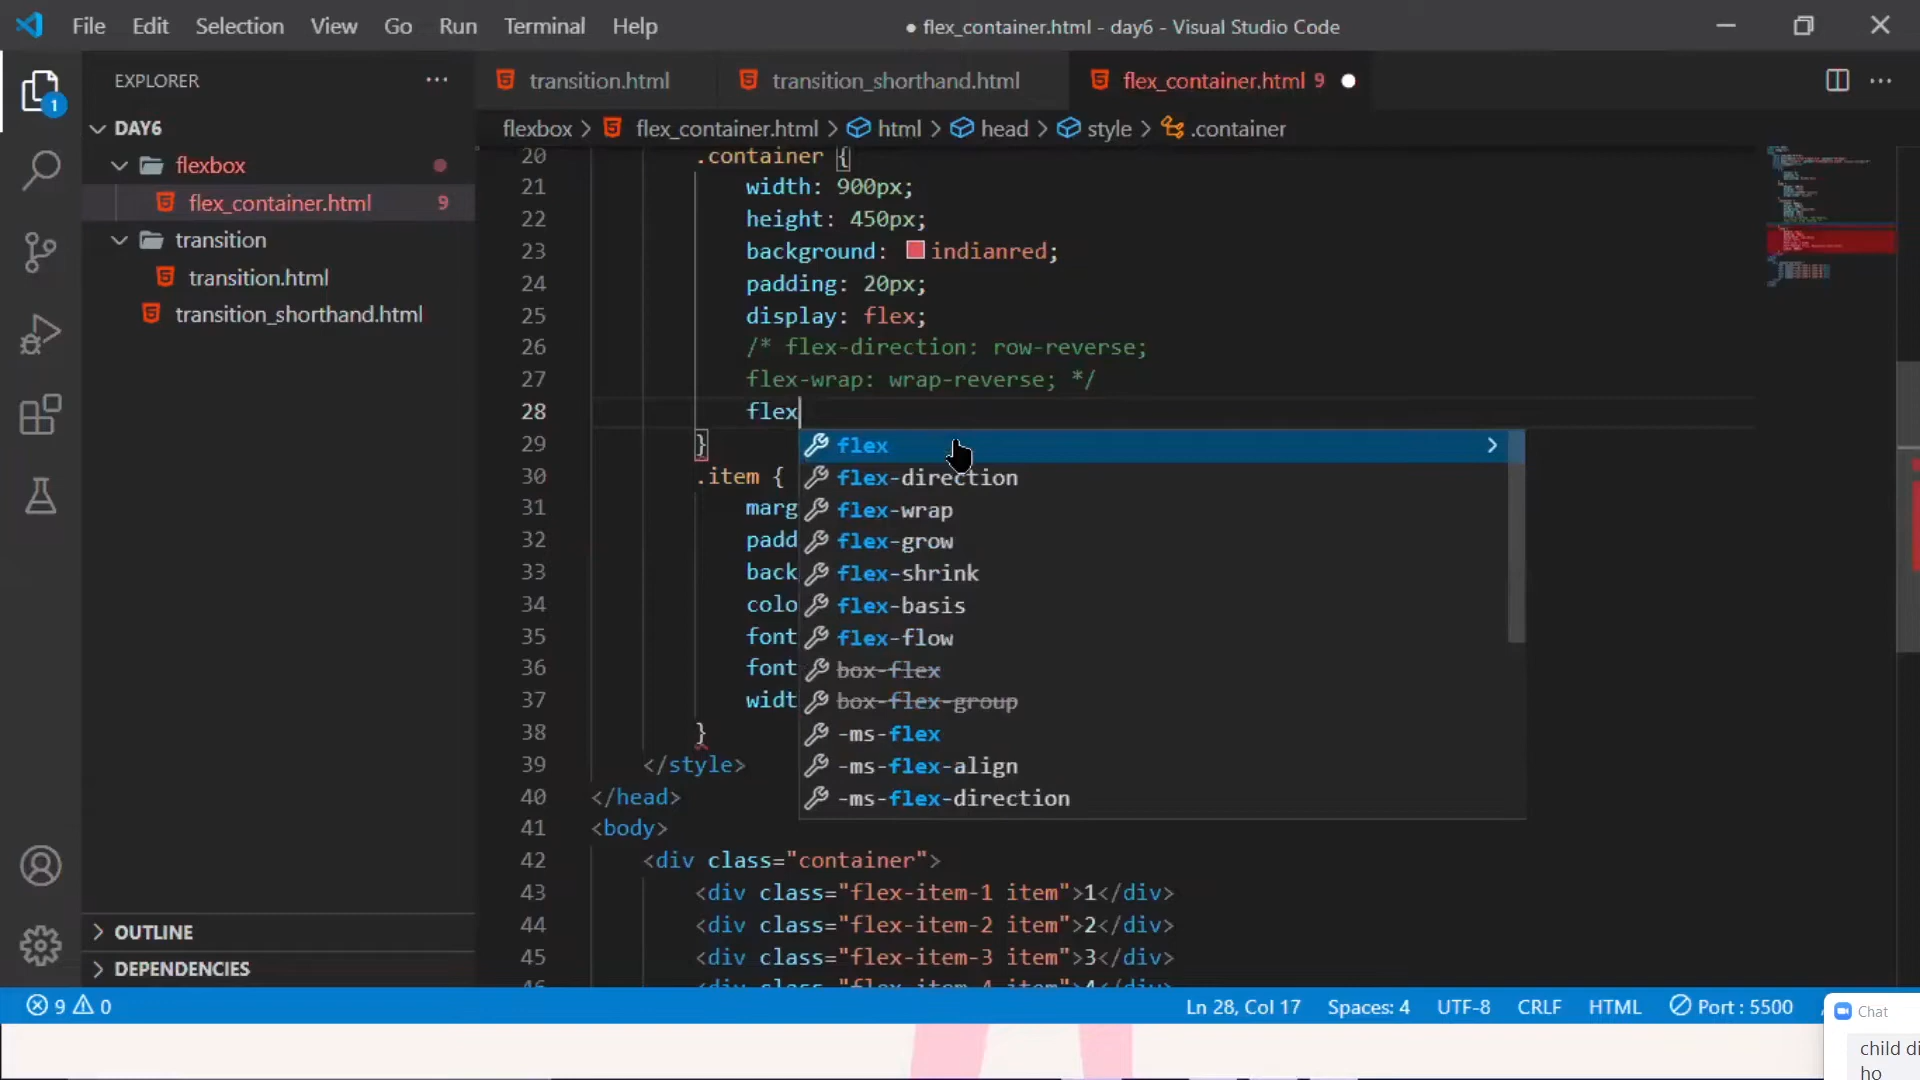 File Edit Selection View Go Run Terminal Help
● flex_container.html - day6 - Visual Studio Code
EXPLORER
transition.html
transition_shorthand.html
flex_container.html 9
DAY6
flexbox
flex_container.html 9
transition
transition.html
transition_shorthand.html
OUTLINE
DEPENDENCIES
1
flexbox > flex_container.html > html > head > style > .container
20 .container {
21 width: 900px;
22 height: 450px;
23 background: indianred;
24 padding: 20px;
25 display: flex;
26 /* flex-direction: row-reverse;
27 flex-wrap: wrap-reverse; */
28 flex
29 }
30 .item {
31 marg
32 padd
33 back
34 colo
35 font
36 font
37 widt
38 }
39 </style>
40 </head>
41 <body>
42 <div class="container">
43 <div class="flex-item-1 item">1</div>
44 <div class="flex-item-2 item">2</div>
45 <div class="flex-item-3 item">3</div>
46 <div class="flex-item-4 item">4</div>
flex
flex-direction
flex-wrap
flex-grow
flex-shrink
flex-basis
flex-flow
box-flex
box-flex-group
-ms-flex
-ms-flex-align
-ms-flex-direction
9 0
Ln 28, Col 17 Spaces: 4 UTF-8 CRLF HTML Port : 5500
Chat
child di
ho